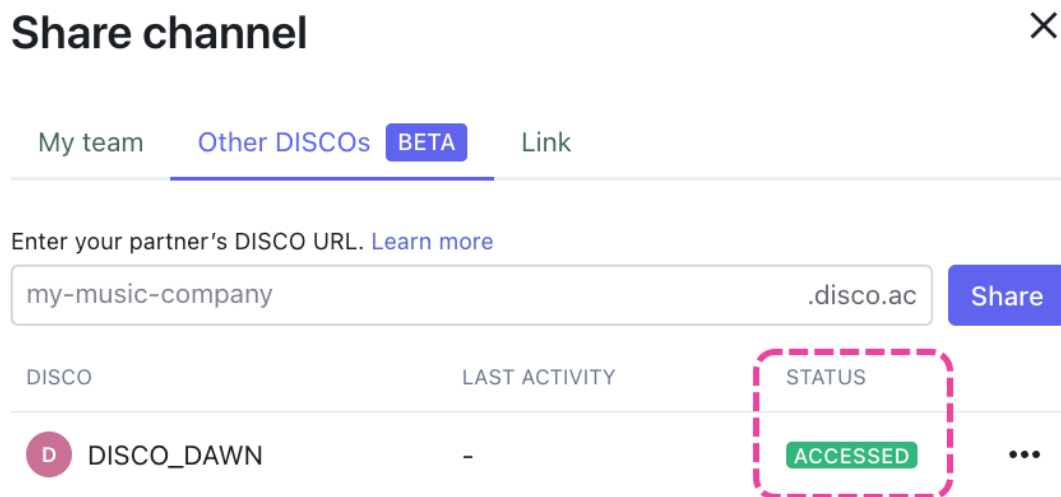 Share channel
My team Other DISCOs BETA Link
Enter your partner’s DISCO URL. Learn more
my-music-company .disco.ac Share
DISCO LAST ACTIVITY STATUS
D DISCO_DAWN - ACCESSED